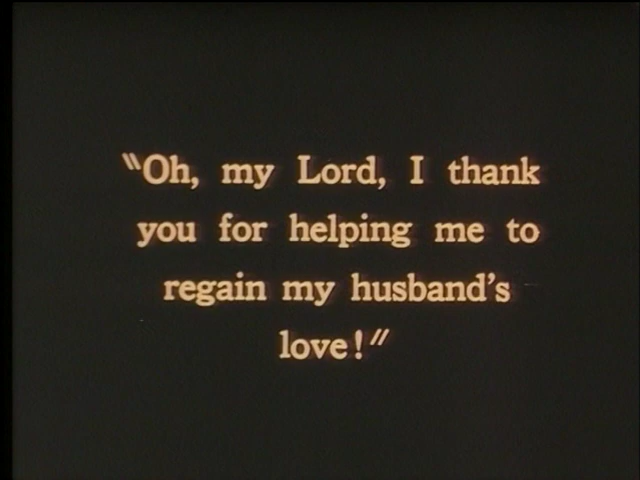 "Oh, my Lord, I thank
you for helping me to
regain my husband's
love!"